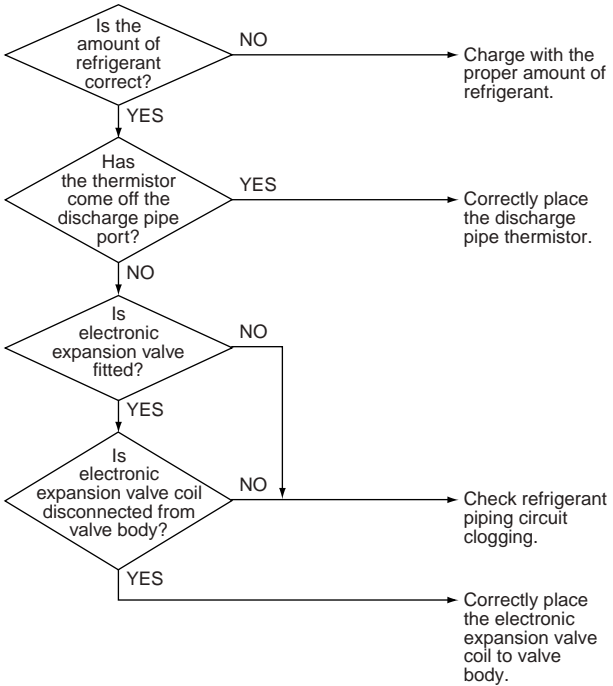 Is the
amount of
refrigerant
correct?
NO
Charge with the
proper amount of
refrigerant.
YES
Has
the thermistor
come off the
discharge pipe
port?
YES
Correctly place
the discharge
pipe thermistor.
NO
Is
electronic
expansion valve
fitted?
NO
YES
Is
electronic
expansion valve coil
disconnected from
valve body?
NO
Check refrigerant
piping circuit
clogging.
YES
Correctly place
the electronic
expansion valve
coil to valve
body.